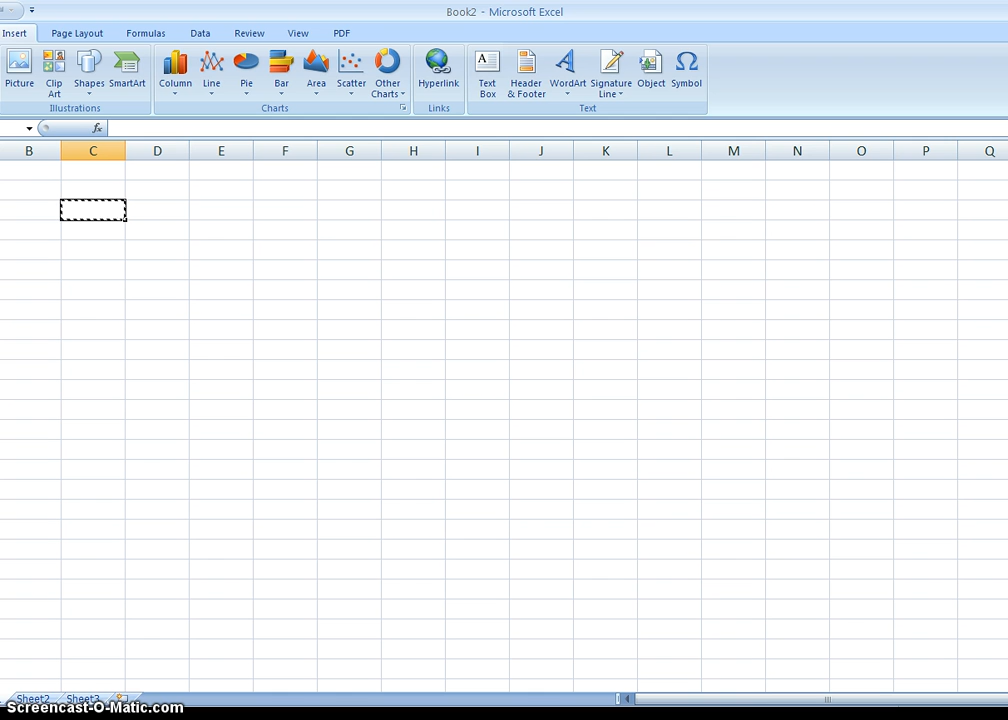 Book2 - Microsoft Excel
Insert Page Layout Formulas Data Review View PDF
Picture Clip Art Shapes SmartArt Column Line Pie Bar Area Scatter Other Charts Hyperlink Text Box Header & Footer WordArt Signature Line Object Symbol
Illustrations Charts Links Text
fx
B C D E F G H I J K L M N O P Q
Sheet2 Sheet3
Screencast-O-Matic.com